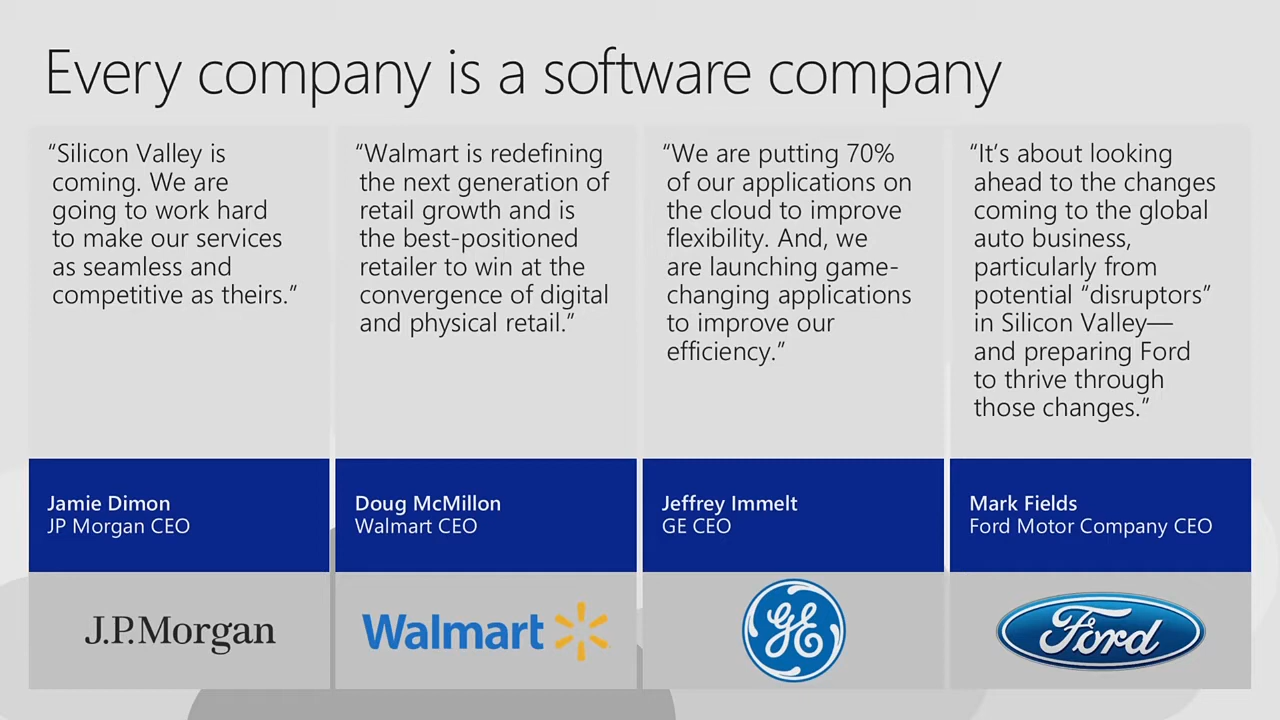 Every company is a software company
“Silicon Valley is
coming. We are
going to work hard
to make our services
as seamless and
competitive as theirs.”
Jamie Dimon
JP Morgan CEO
J.P.Morgan
“Walmart is redefining
the next generation of
retail growth and is
the best-positioned
retailer to win at the
convergence of digital
and physical retail.”
Doug McMillon
Walmart CEO
Walmart
“We are putting 70%
of our applications on
the cloud to improve
flexibility. And, we
are launching game-
changing applications
to improve our
efficiency.”
Jeffrey Immelt
GE CEO
GE
“It’s about looking
ahead to the changes
coming to the global
auto business,
particularly from
potential “disruptors”
in Silicon Valley—
and preparing Ford
to thrive through
those changes.”
Mark Fields
Ford Motor Company CEO
Ford